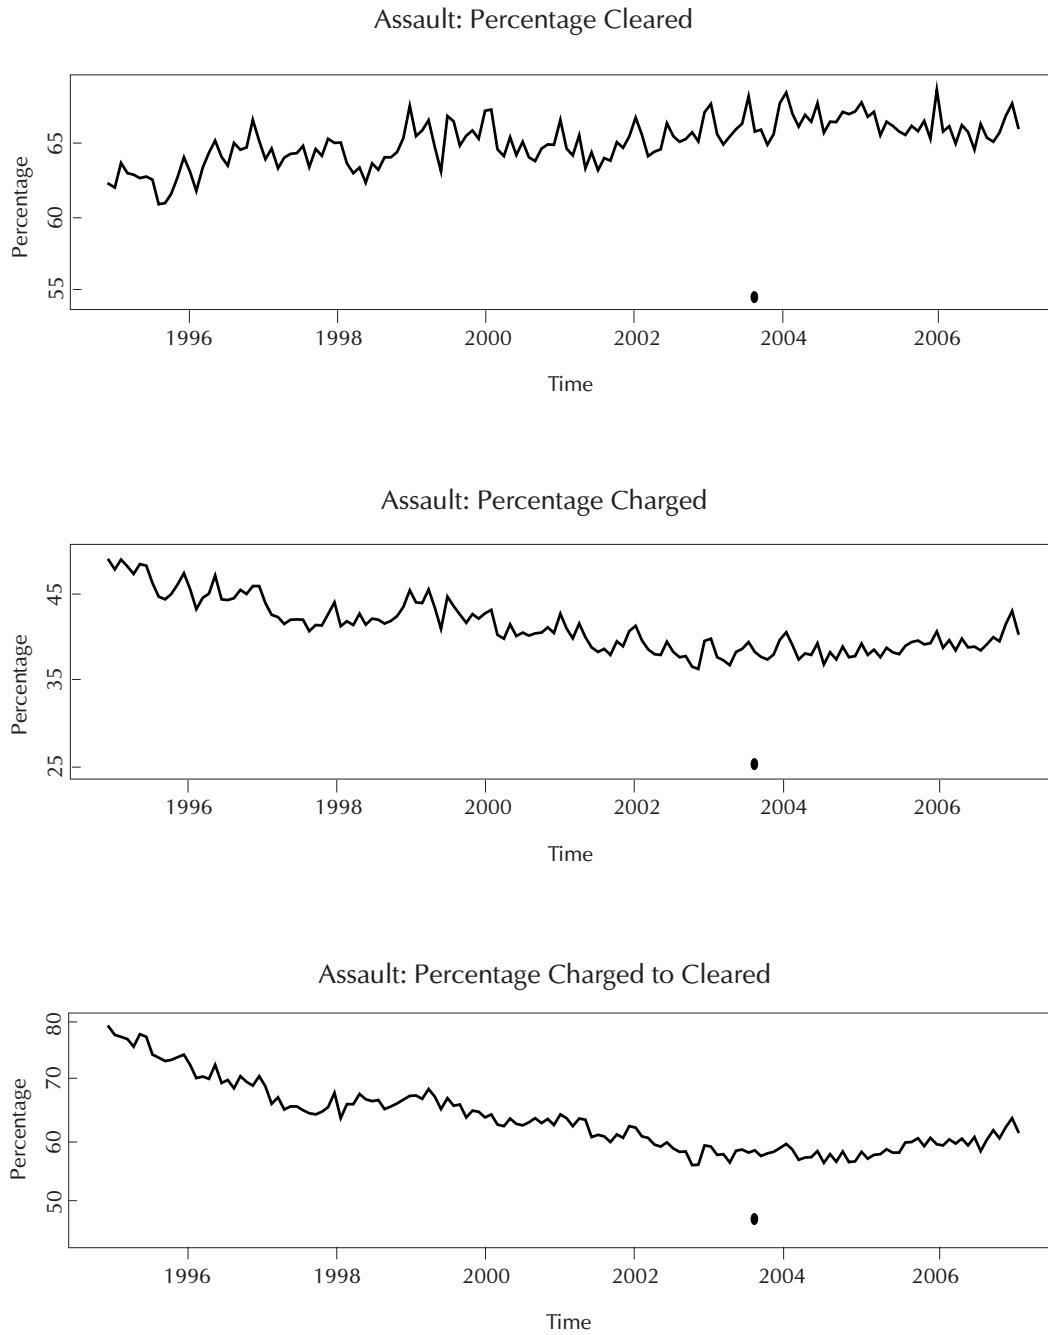 Assault: Percentage Cleared
Percentage
65
60
55
1996 1998 2000 2002 2004 2006
Time
Assault: Percentage Charged
Percentage
45
35
25
1996 1998 2000 2002 2004 2006
Time
Assault: Percentage Charged to Cleared
Percentage
80
70
60
50
1996 1998 2000 2002 2004 2006
Time